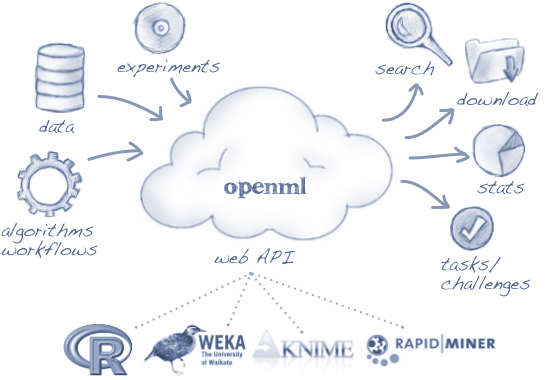 experiments
data
algorithms
workflows
openml
search
download
stats
tasks/
challenges
web API
R
WEKA
The University
of Waikato
KNIME
RAPID|MINER